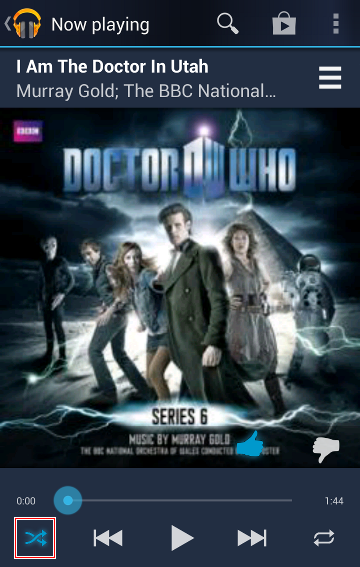 Now playing
I Am The Doctor In Utah
Murray Gold; The BBC National...
BBC
DOCTOR WHO
SERIES 6
MUSIC BY MURRAY GOLD
THE BBC NATIONAL ORCHESTRA OF WALES CONDUCTED
0:00
1:44